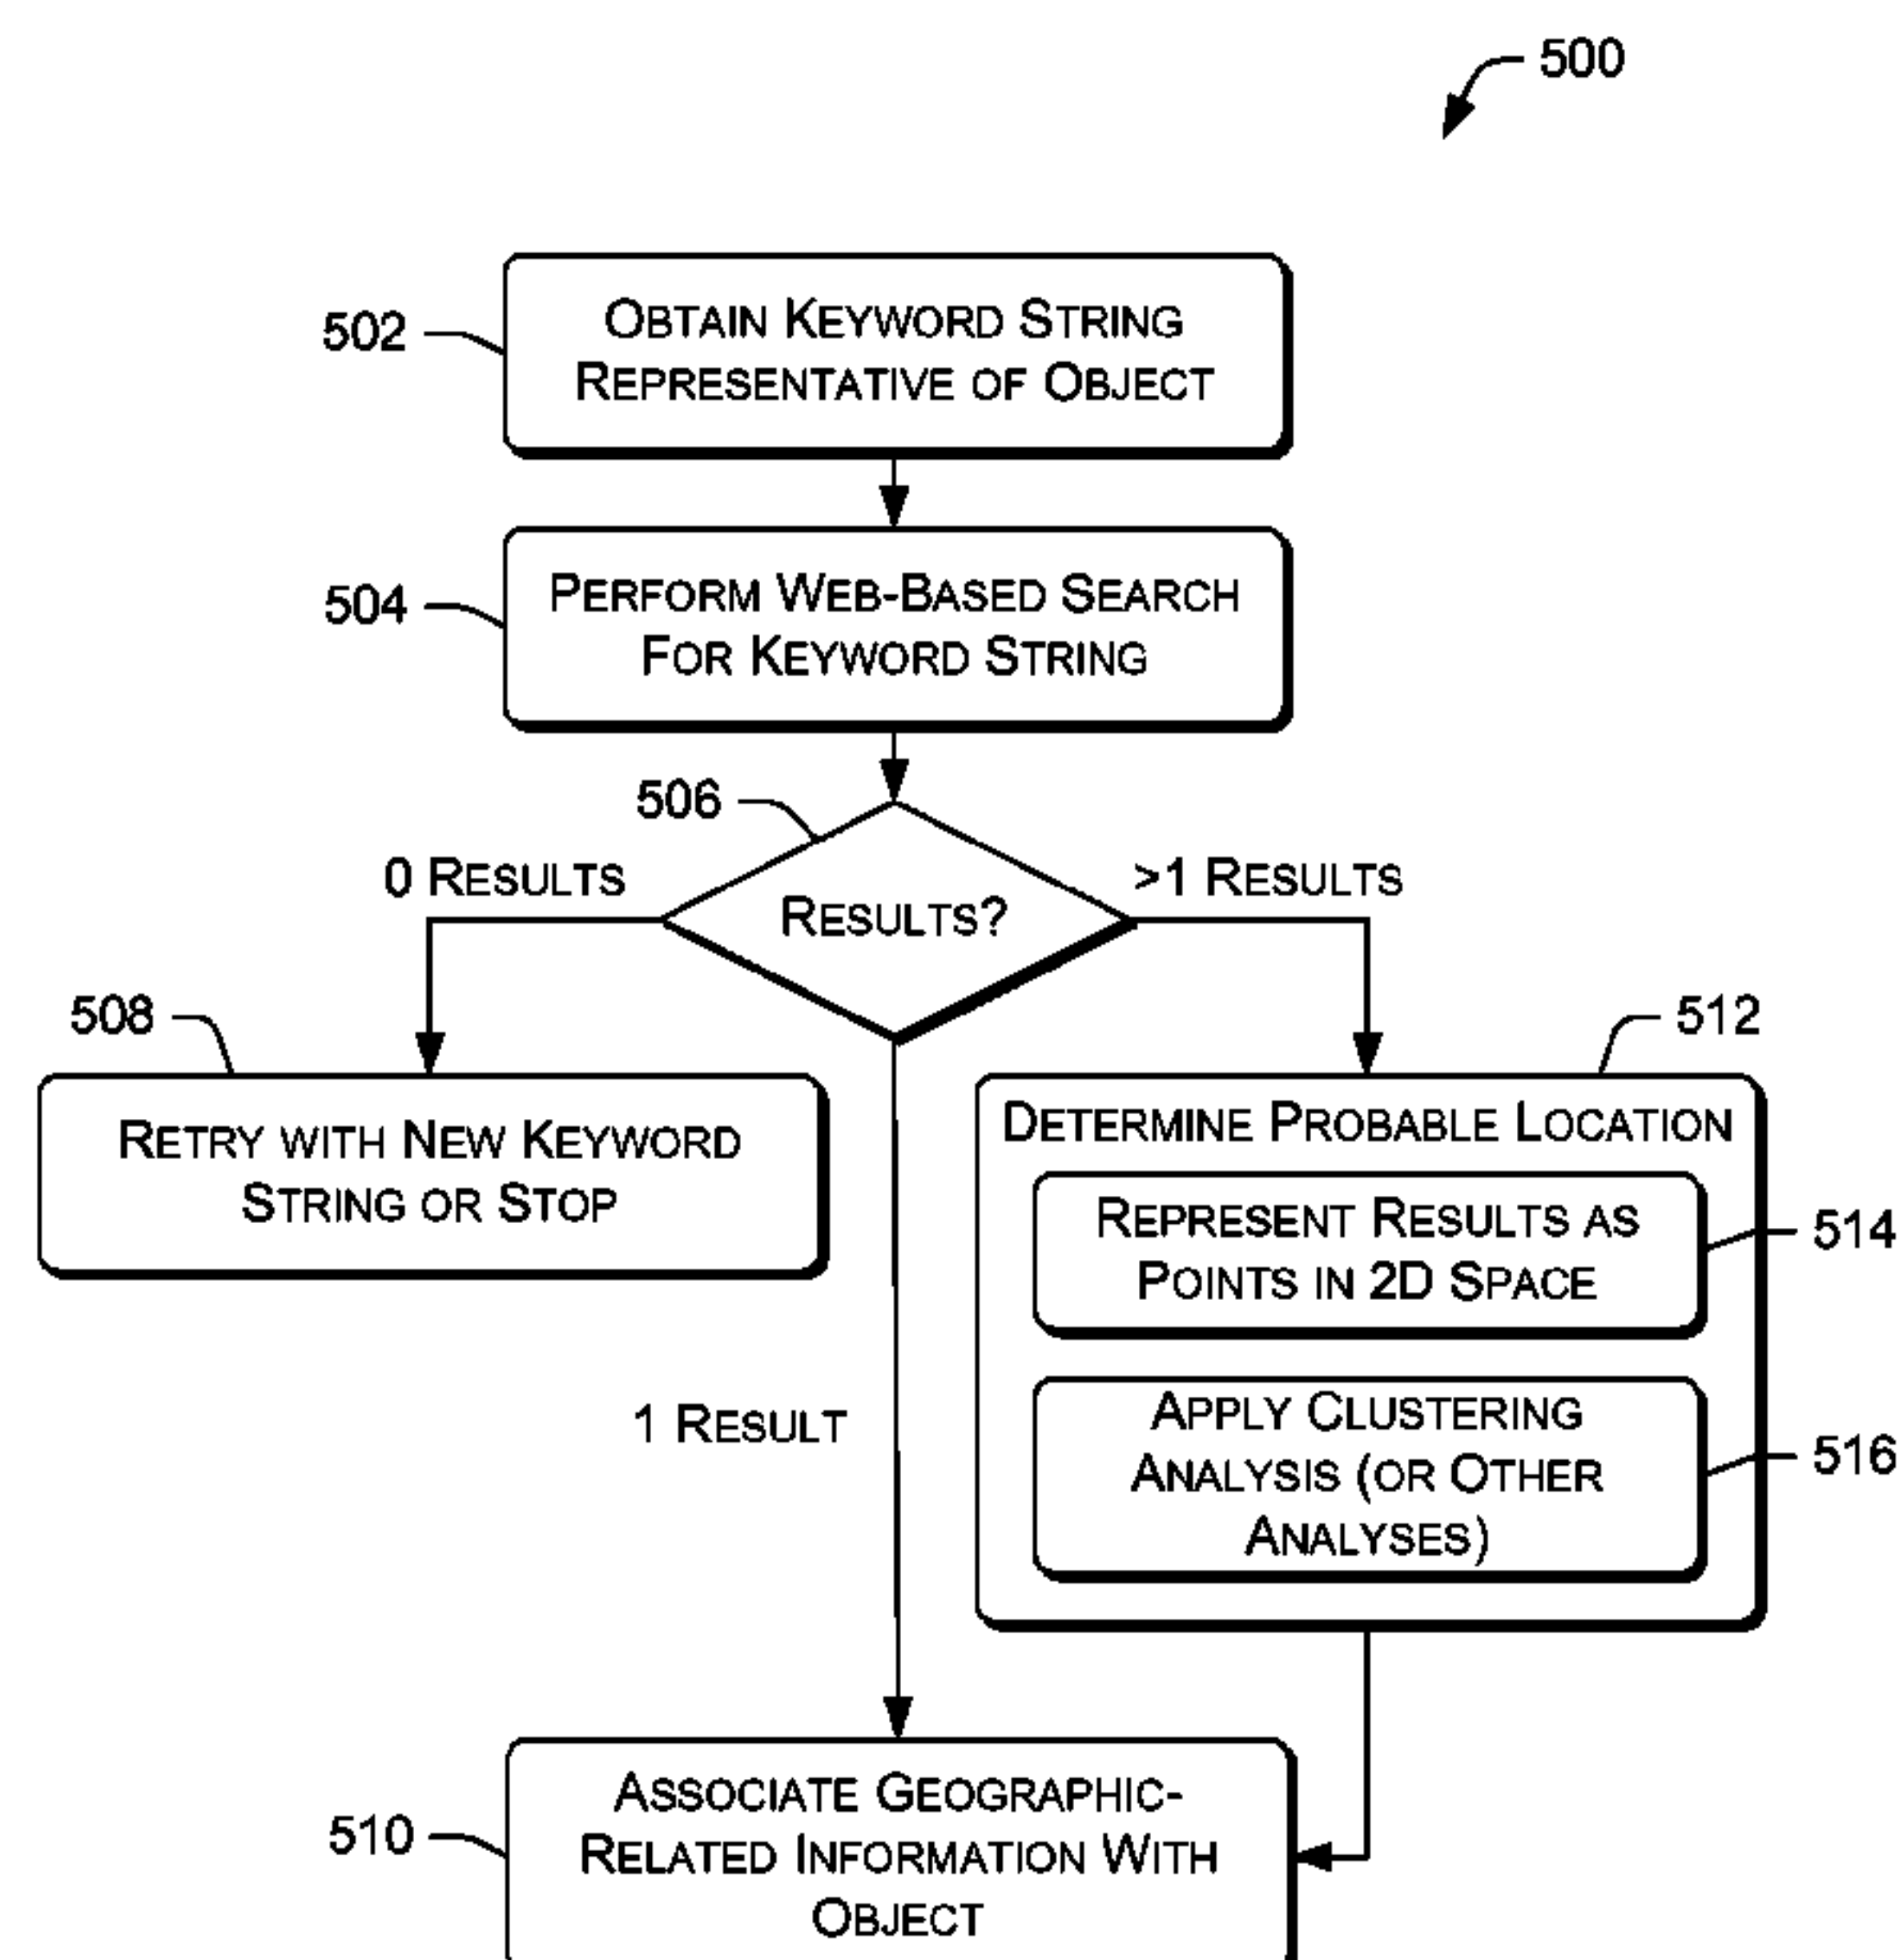 500
502
OBTAIN KEYWORD STRING
REPRESENTATIVE OF OBJECT
504
PERFORM WEB-BASED SEARCH
FOR KEYWORD STRING
506
0 RESULTS
RESULTS?
>1 RESULTS
508
RETRY WITH NEW KEYWORD
STRING OR STOP
512
DETERMINE PROBABLE LOCATION
REPRESENT RESULTS AS
POINTS IN 2D SPACE
514
APPLY CLUSTERING
ANALYSIS (OR OTHER
ANALYSES)
516
1 RESULT
510
ASSOCIATE GEOGRAPHIC-
RELATED INFORMATION WITH
OBJECT